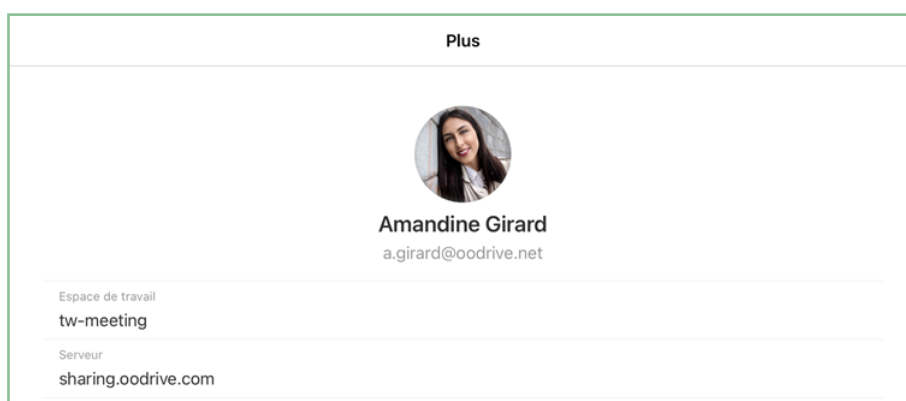 Plus
Amandine Girard
a.girard@oodrive.net
Espace de travail
tw-meeting
Serveur
sharing.oodrive.com